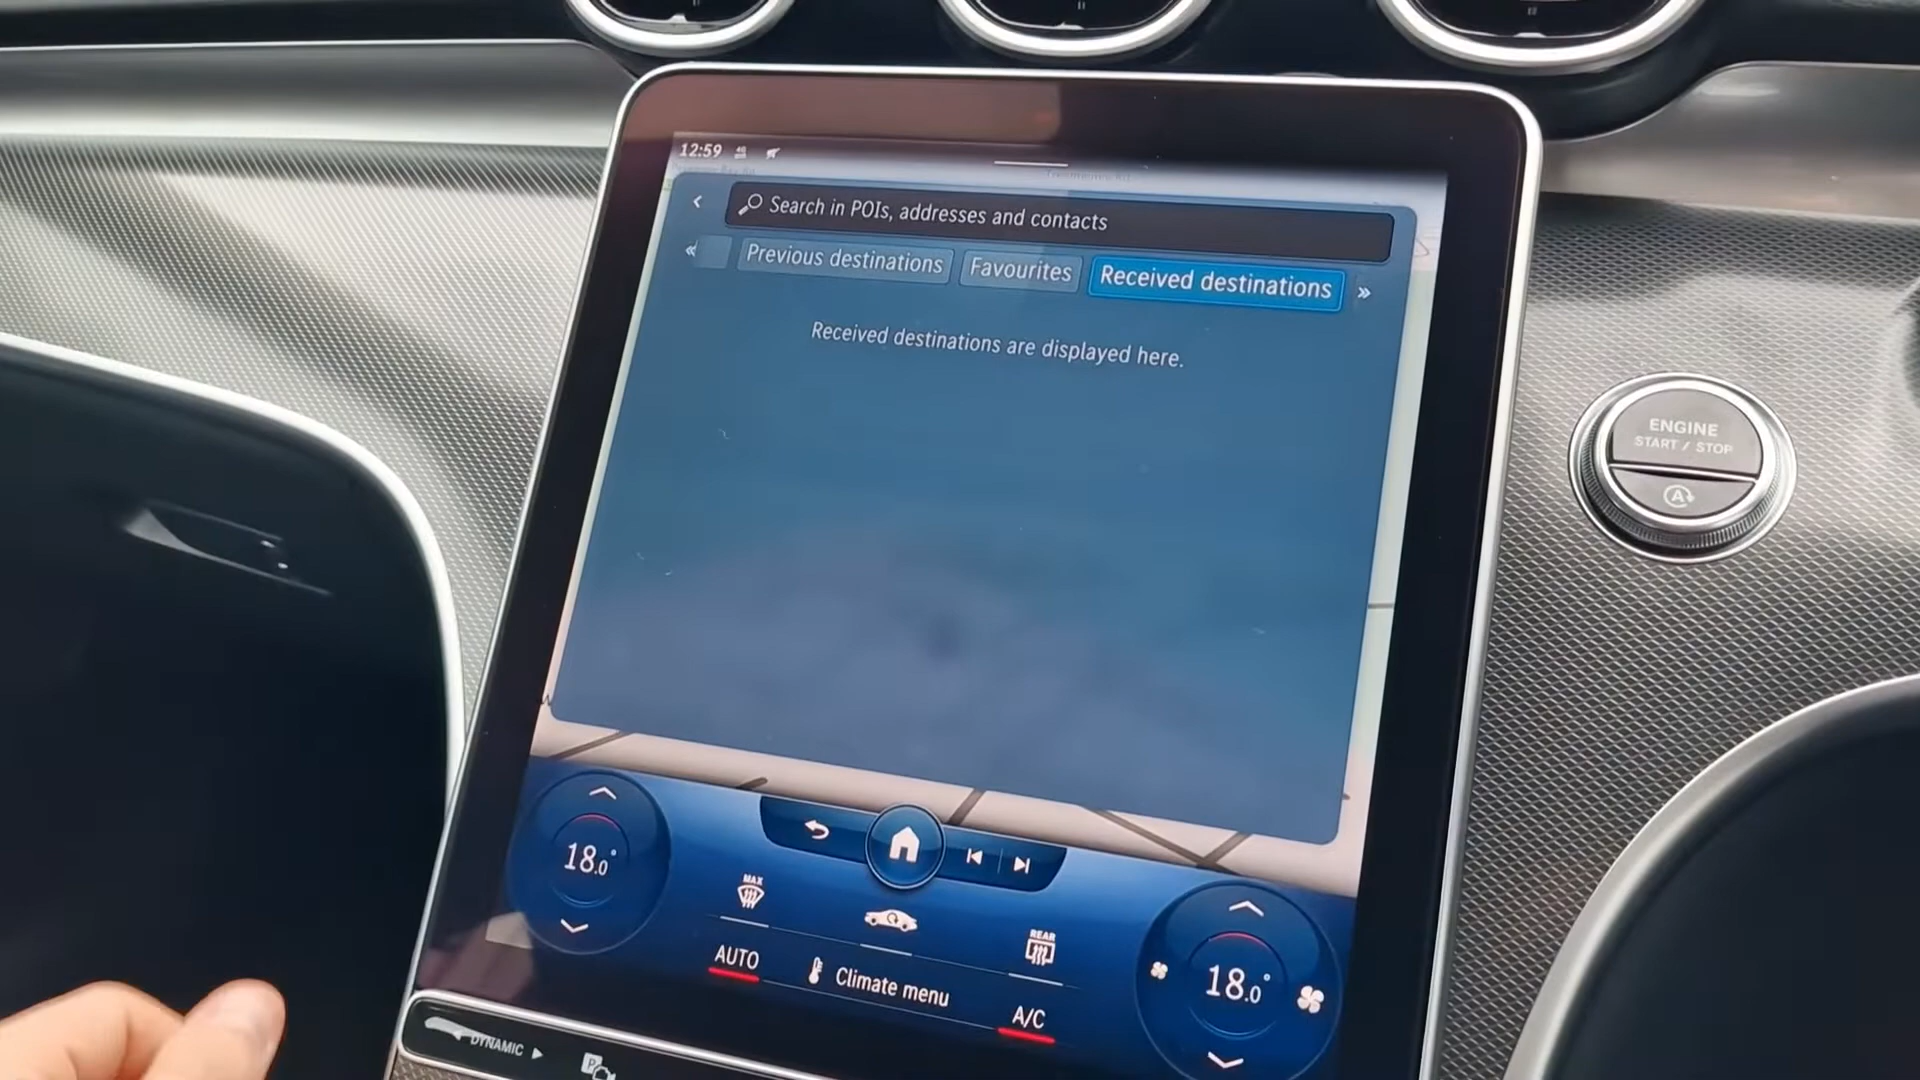 12:59
Search in POIs, addresses and contacts
Previous destinations
Favourites
Received destinations
Received destinations are displayed here.
ENGINE
START / STOP
A
18.0°
MAX
REAR
AUTO
Climate menu
A/C
18.0°
DYNAMIC
P